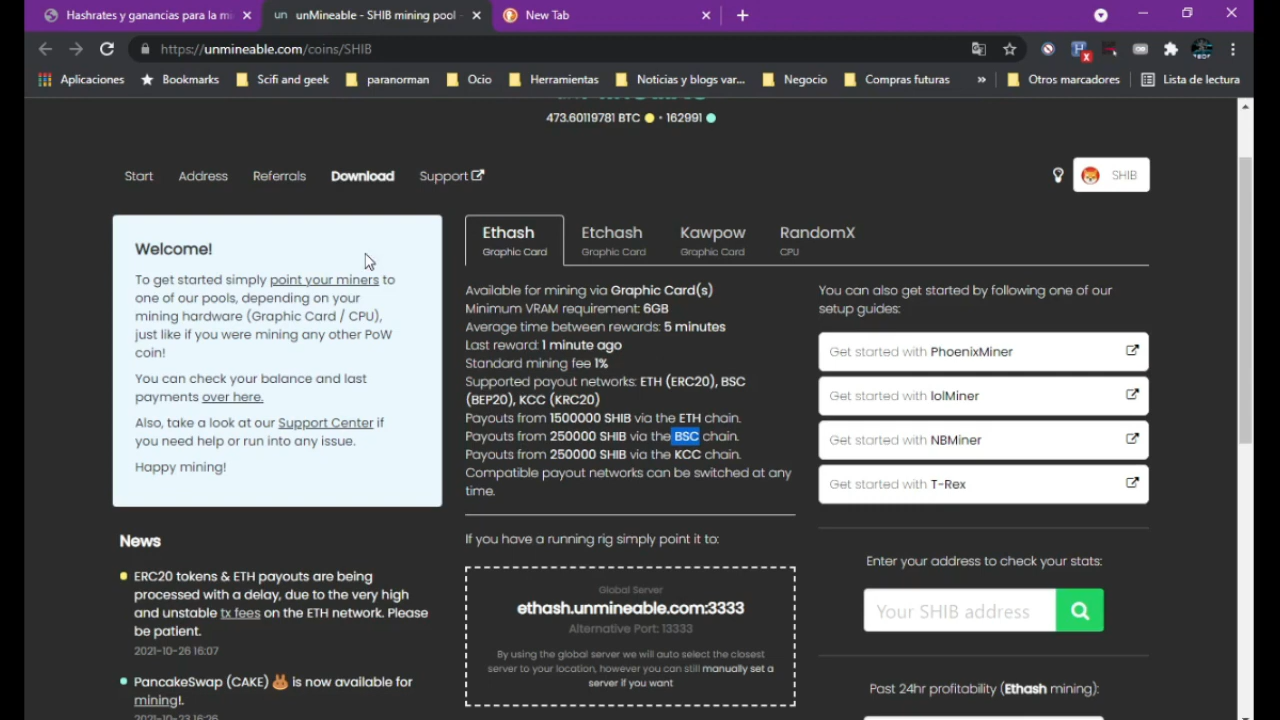 Hashrates y ganancias para la mi
un unMineable - SHIB mining pool -
New Tab
https://unmineable.com/coins/SHIB
Aplicaciones
Bookmarks
Scifi and geek
paranorman
Ocio
Herramientas
Noticias y blogs var...
Negocio
Compras futuras
»
Otros marcadores
Lista de lectura
473.60119781 BTC • 162991
Start
Address
Referrals
Download
Support
SHIB
Welcome!
To get started simply point your miners to
one of our pools, depending on your
mining hardware (Graphic Card / CPU),
just like if you were mining any other PoW
coin!
You can check your balance and last
payments over here.
Also, take a look at our Support Center if
you need help or run into any issue.
Happy mining!
News
ERC20 tokens & ETH payouts are being
processed with a delay, due to the very high
and unstable tx fees on the ETH network. Please
be patient.
2021-10-26 16:07
PancakeSwap (CAKE) 🥞 is now available for
mining!.
2021-10-23 16:26
Ethash
Graphic Card
Etchash
Graphic Card
Kawpow
Graphic Card
RandomX
CPU
Available for mining via Graphic Card(s)
Minimum VRAM requirement: 6GB
Average time between rewards: 5 minutes
Last reward: 1 minute ago
Standard mining fee 1%
Supported payout networks: ETH (ERC20), BSC
(BEP20), KCC (KRC20)
Payouts from 1500000 SHIB via the ETH chain.
Payouts from 250000 SHIB via the BSC chain.
Payouts from 250000 SHIB via the KCC chain.
Compatible payout networks can be switched at any
time.
If you have a running rig simply point it to:
Global Server
ethash.unmineable.com:3333
Alternative Port: 13333
By using the global server we will auto select the closest
server to your location, however you can still manually set a
server if you want
You can also get started by following one of our
setup guides:
Get started with PhoenixMiner
Get started with lolMiner
Get started with NBMiner
Get started with T-Rex
Enter your address to check your stats:
Your SHIB address
Past 24hr profitability (Ethash mining):